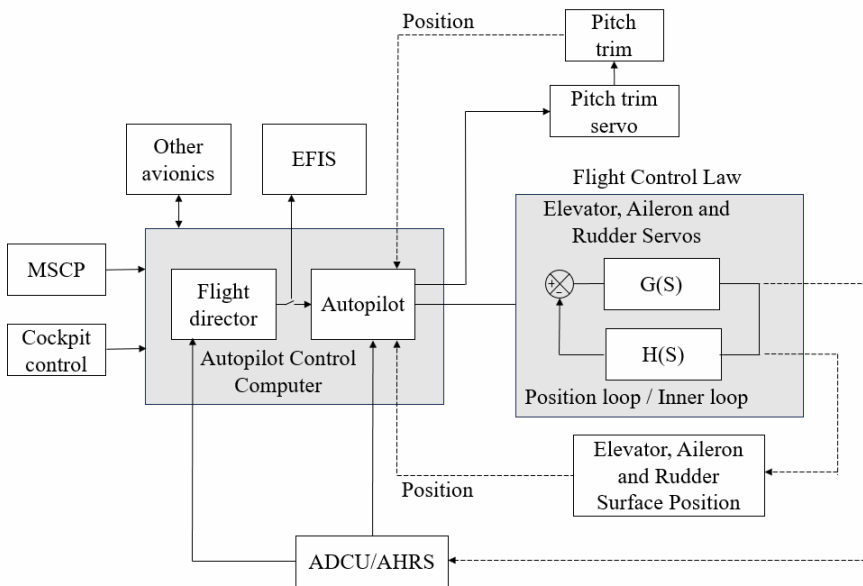 Position
Pitch
trim
Pitch trim
servo
Other
avionics
EFIS
Flight Control Law
Elevator, Aileron and
Rudder Servos
MSCP
Flight
director
Autopilot
+
−
G(S)
Cockpit
control
Autopilot Control
Computer
H(S)
Position loop / Inner loop
Position
Elevator, Aileron
and Rudder
Surface Position
ADCU/AHRS